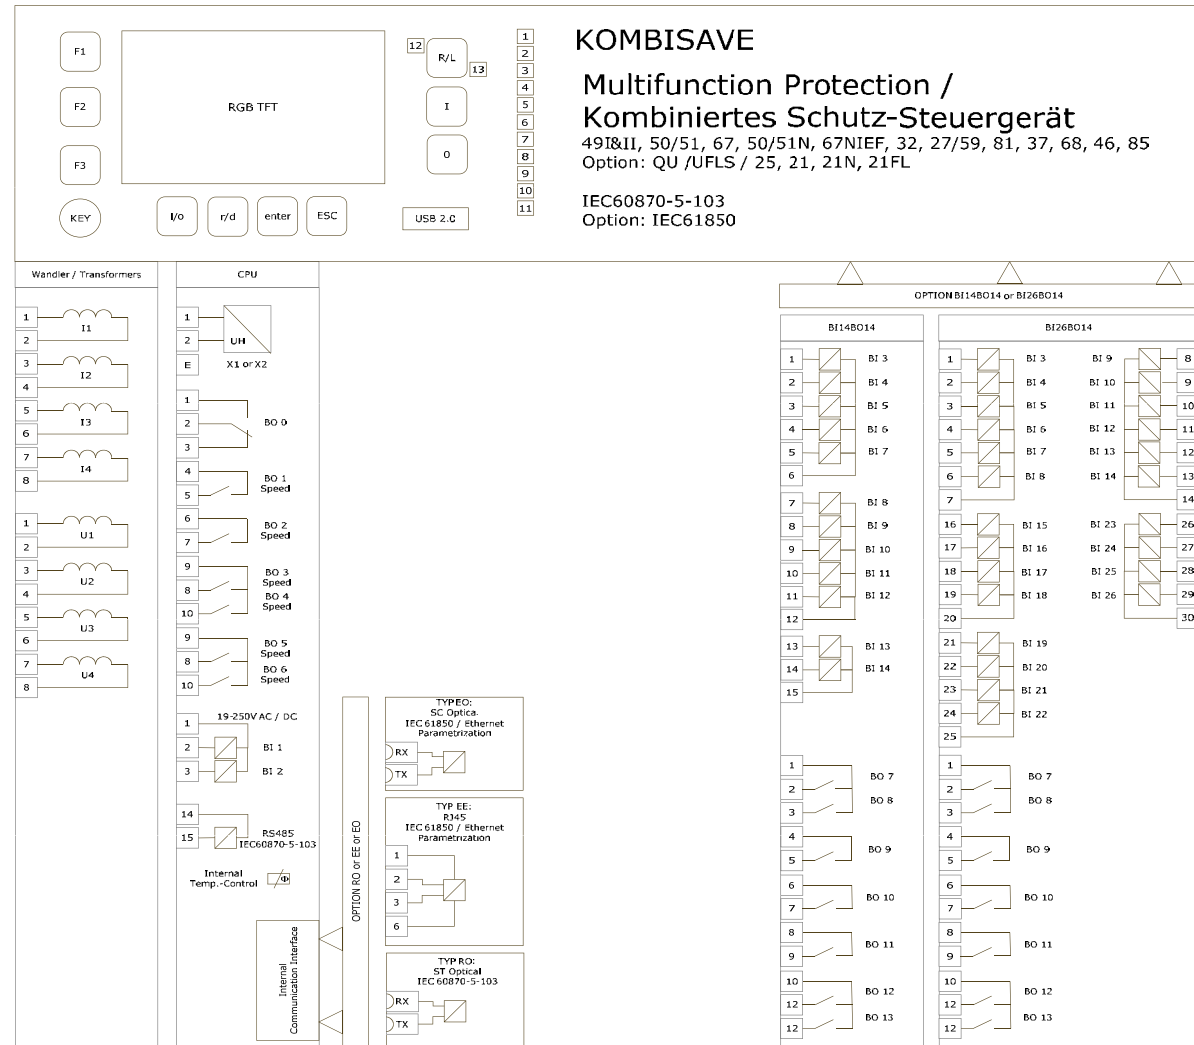 F1
F2
F3
KEY
RGB TFT
I/o
r/d
enter
ESC
12
R/L
13
I
0
USB 2.0
1
2
3
4
5
6
7
8
9
10
11
KOMBISAVE
Multifunction Protection /
Kombiniertes Schutz-Steuergerät
49I&II, 50/51, 67, 50/51N, 67NIEF, 32, 27/59, 81, 37, 68, 46, 85
Option: QU /UFLS / 25, 21, 21N, 21FL
IEC60870-5-103
Option: IEC61850
Wandler / Transformers
1
I1
2
3
I2
4
5
I3
6
7
I4
8
1
U1
2
3
U2
4
5
U3
6
7
U4
8
CPU
1
2
UH
E
X1 or X2
1
2
BO 0
3
4
BO 1
Speed
5
6
BO 2
Speed
7
9
BO 3
Speed
8
BO 4
Speed
10
9
BO 5
Speed
8
BO 6
Speed
10
19-250V AC / DC
1
2
BI 1
3
BI 2
14
15
RS485
IEC60870-5-103
Internal
Temp.-Control
Φ
Internal
Communication Interface
OPTION RO or EE or EO
TYP EO:
SC Optical
IEC 61850 / Ethernet
Parametrization
RX
TX
TYP EE:
RJ45
IEC 61850 / Ethernet
Parametrization
1
2
3
6
TYP RO:
ST Optical
IEC 60870-5-103
RX
TX
OPTION BI14BO14 or BI26BO14
BI14BO14
1
BI 3
2
BI 4
3
BI 5
4
BI 6
5
BI 7
6
7
BI 8
8
BI 9
9
BI 10
10
BI 11
11
BI 12
12
13
BI 13
14
BI 14
15
1
2
BO 7
3
BO 8
4
5
BO 9
6
7
BO 10
8
9
BO 11
10
12
BO 12
12
BO 13
BI26BO14
1
BI 3
BI 9
8
2
BI 4
BI 10
9
3
BI 5
BI 11
10
4
BI 6
BI 12
11
5
BI 7
BI 13
12
6
BI 8
BI 14
13
7
14
16
BI 15
BI 23
26
17
BI 16
BI 24
27
18
BI 17
BI 25
28
19
BI 18
BI 26
29
20
30
21
BI 19
22
BI 20
23
BI 21
24
BI 22
25
1
2
BO 7
3
BO 8
4
5
BO 9
6
7
BO 10
8
9
BO 11
10
12
BO 12
12
BO 13